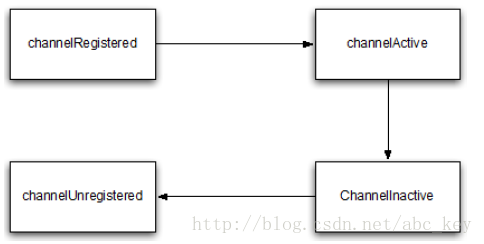 channelRegistered
channelActive
channelUnregistered
ChannelInactive
http://blog.csdn.net/abc_key